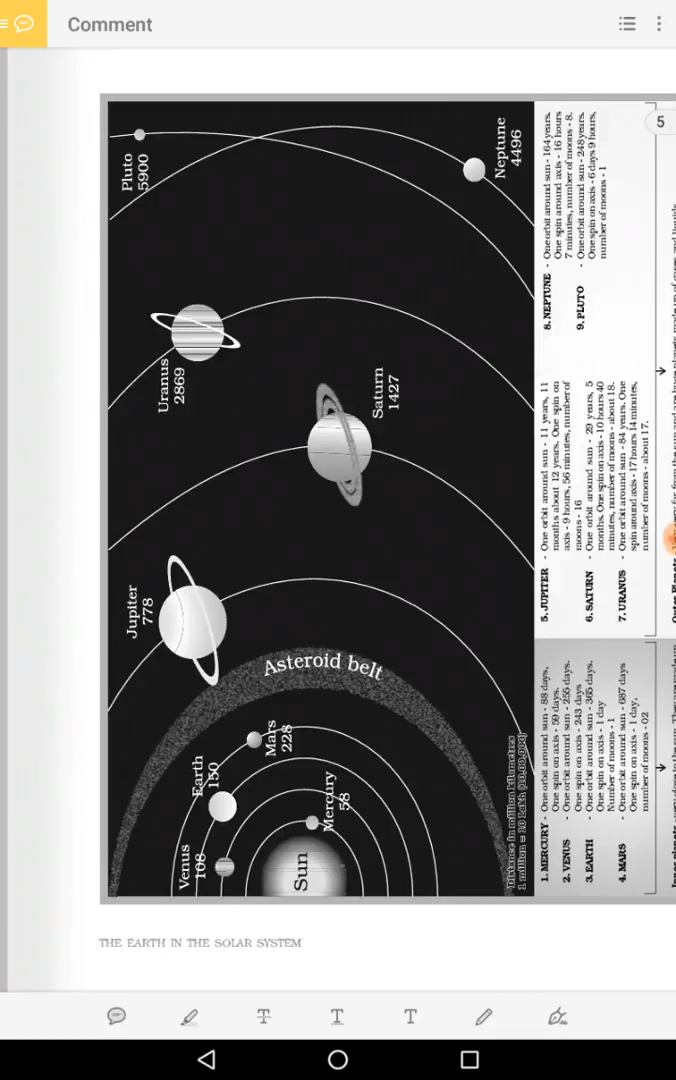 Comment
5
Pluto
5900
Neptune
4496
Uranus
2869
Saturn
1427
Jupiter
778
Asteroid belt
Mars
228
Earth
150
Mercury
58
Venus
108
Sun
Distance in million kilometres
1 million = 10 Lakh (10,00,000)
1. MERCURY - One orbit around sun - 88 days,
One spin on axis - 59 days.
2. VENUS - One orbit around sun - 255 days.
One spin on axis - 243 days
3. EARTH - One orbit around sun - 365 days.
One spin on axis - 1 day
Number of moons - 1
4. MARS - One orbit around sun - 687 days
One spin on axis - 1 day,
number of moons - 02
5. JUPITER - One orbit around sun - 11 years, 11
months about 12 years. One spin on
axis - 9 hours, 56 minutes, number of
moons - 16
6. SATURN - One orbit around sun - 29 years, 5
months. One spin on axis - 10 hours 40
minutes, number of moons - about 18.
7. URANUS - One orbit around sun - 84 years. One
spin around axis - 17 hours 14 minutes,
number of moons - about 17.
8. NEPTUNE - One orbit around sun - 164 years.
One spin around axis - 16 hours
7 minutes, number of moons - 8.
9. PLUTO - One orbit around sun - 248 years.
One spin on axis - 6 days 9 hours,
number of moons - 1
THE EARTH IN THE SOLAR SYSTEM